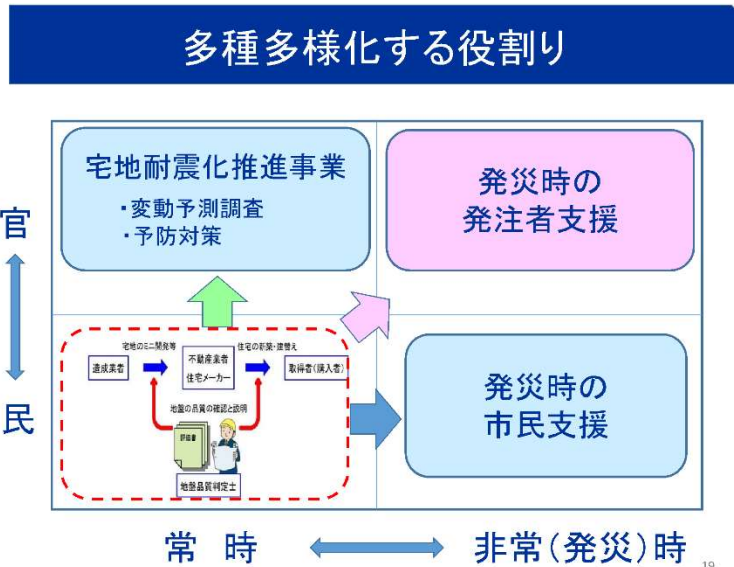 多種多様化する役割り
宅地耐震化推進事業
・変動予測調査
・予防対策
発災時の
発注者支援
官
民
宅地のミニ開発等
住宅の新築・建替え
造成業者
不動産業者
住宅メーカー
取得者(購入者)
地盤の品質の確認と説明
評価書
地盤品質判定士
発災時の
市民支援
常時
非常(発災)時
19